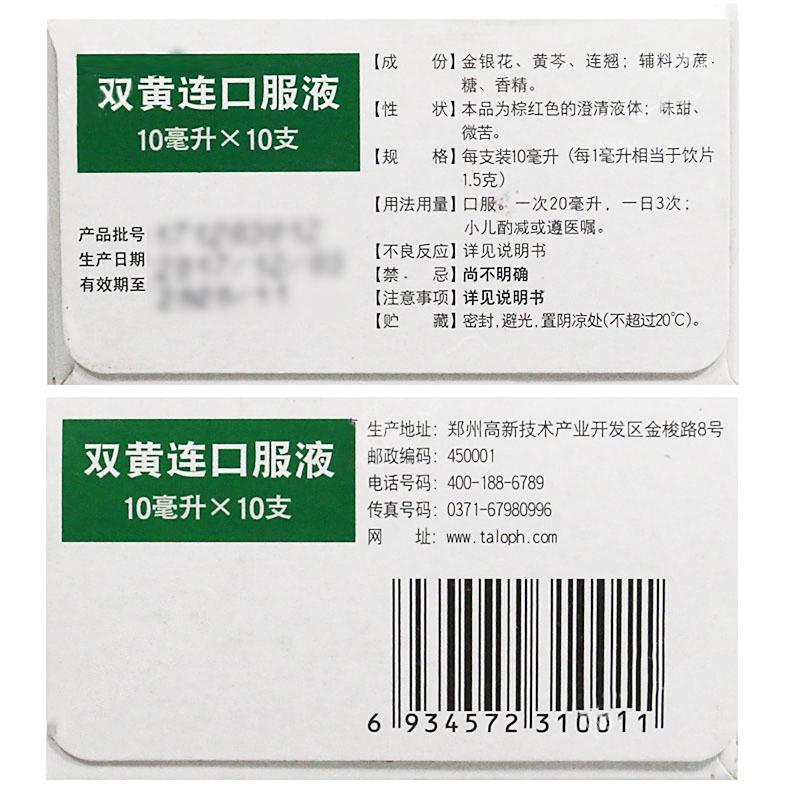 双黄连口服液
10毫升×10支
产品批号
生产日期
有效期至
【成 份】金银花、黄芩、连翘；辅料为蔗
糖、香精。
【性 状】本品为棕红色的澄清液体；味甜、
微苦。
【规 格】每支装10毫升（每1毫升相当于饮片
1.5克）
【用法用量】口服。一次20毫升，一日3次；
小儿酌减或遵医嘱。
【不良反应】详见说明书
【禁 忌】尚不明确
【注意事项】详见说明书
【贮 藏】密封,避光,置阴凉处(不超过20℃)。
双黄连口服液
10毫升×10支
生产地址：郑州高新技术产业开发区金梭路8号
邮政编码：450001
电话号码：400-188-6789
传真号码：0371-67980996
网 址：www.taloph.com
6 934572 310011